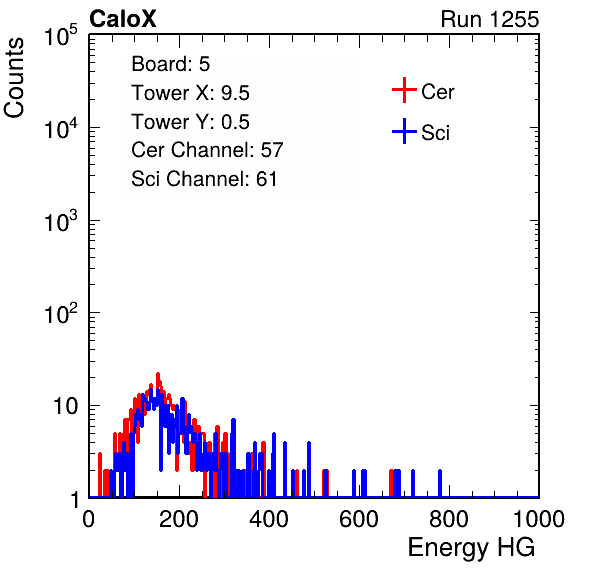 CaloX Run 1255
Counts
10^5
10^4
10^3
10^2
10
1
Board: 5
Tower X: 9.5
Tower Y: 0.5
Cer Channel: 57
Sci Channel: 61
Cer
Sci
0 200 400 600 800 1000
Energy HG